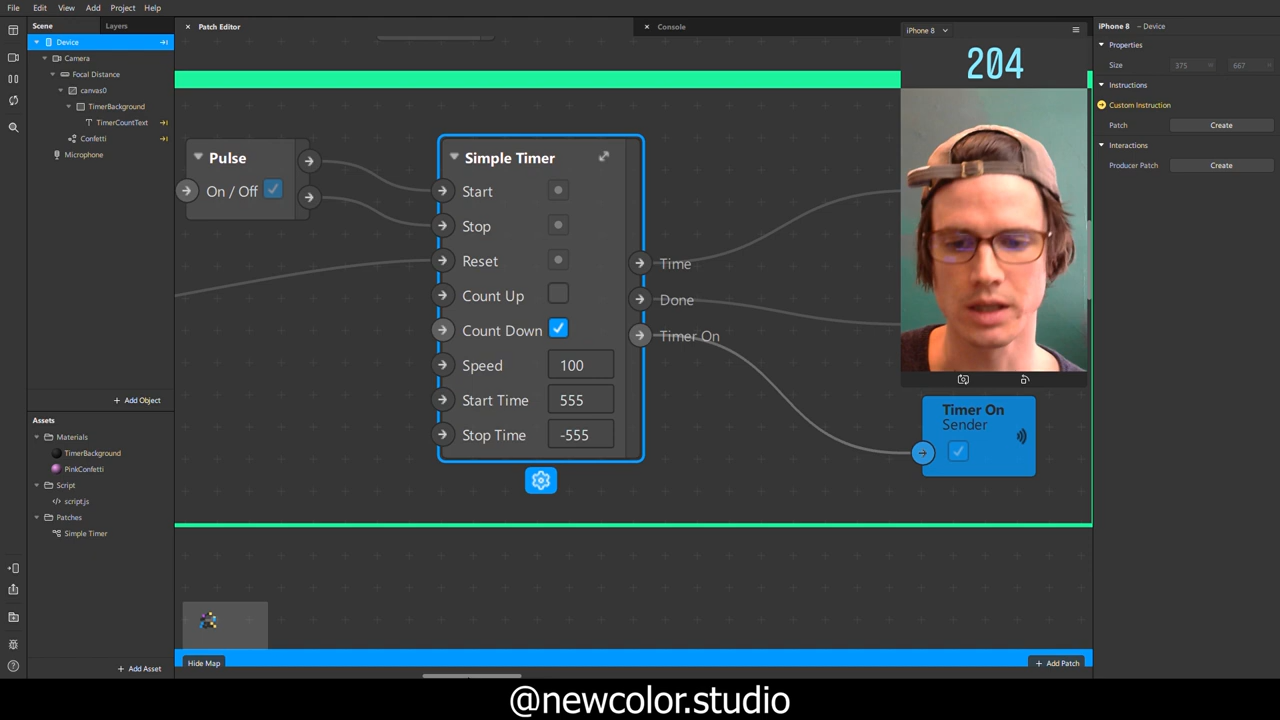 File Edit View Add Project Help
Scene
Layers
Device
Camera
Focal Distance
canvas0
TimerBackground
TimerCountText
Confetti
Microphone
+ Add Object
Assets
Materials
TimerBackground
PinkConfetti
Script
script.js
Patches
Simple Timer
+ Add Asset
× Patch Editor
× Console
Pulse
On / Off
Simple Timer
Start
Stop
Reset
Count Up
Count Down
Speed 100
Start Time 555
Stop Time -555
Time
Done
Timer On
Timer On
Sender
Hide Map
+ Add Patch
iPhone 8
204
iPhone 8 - Device
Properties
Size 375 667
Instructions
Custom Instruction
Patch Create
Interactions
Producer Patch Create
@newcolor.studio